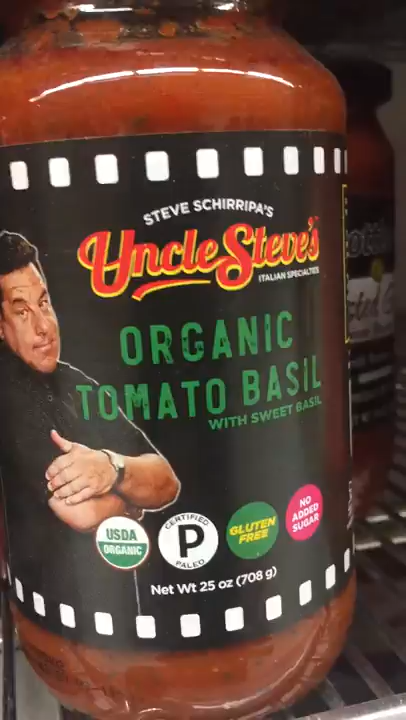 STEVE SCHIRRIPA'S
Uncle Steve's
ITALIAN SPECIALTIES
ORGANIC
TOMATO BASIL
WITH SWEET BASIL
USDA
ORGANIC
CERTIFIED
P
PALEO
GLUTEN
FREE
NO
ADDED
SUGAR
Net Wt 25 oz (708 g)